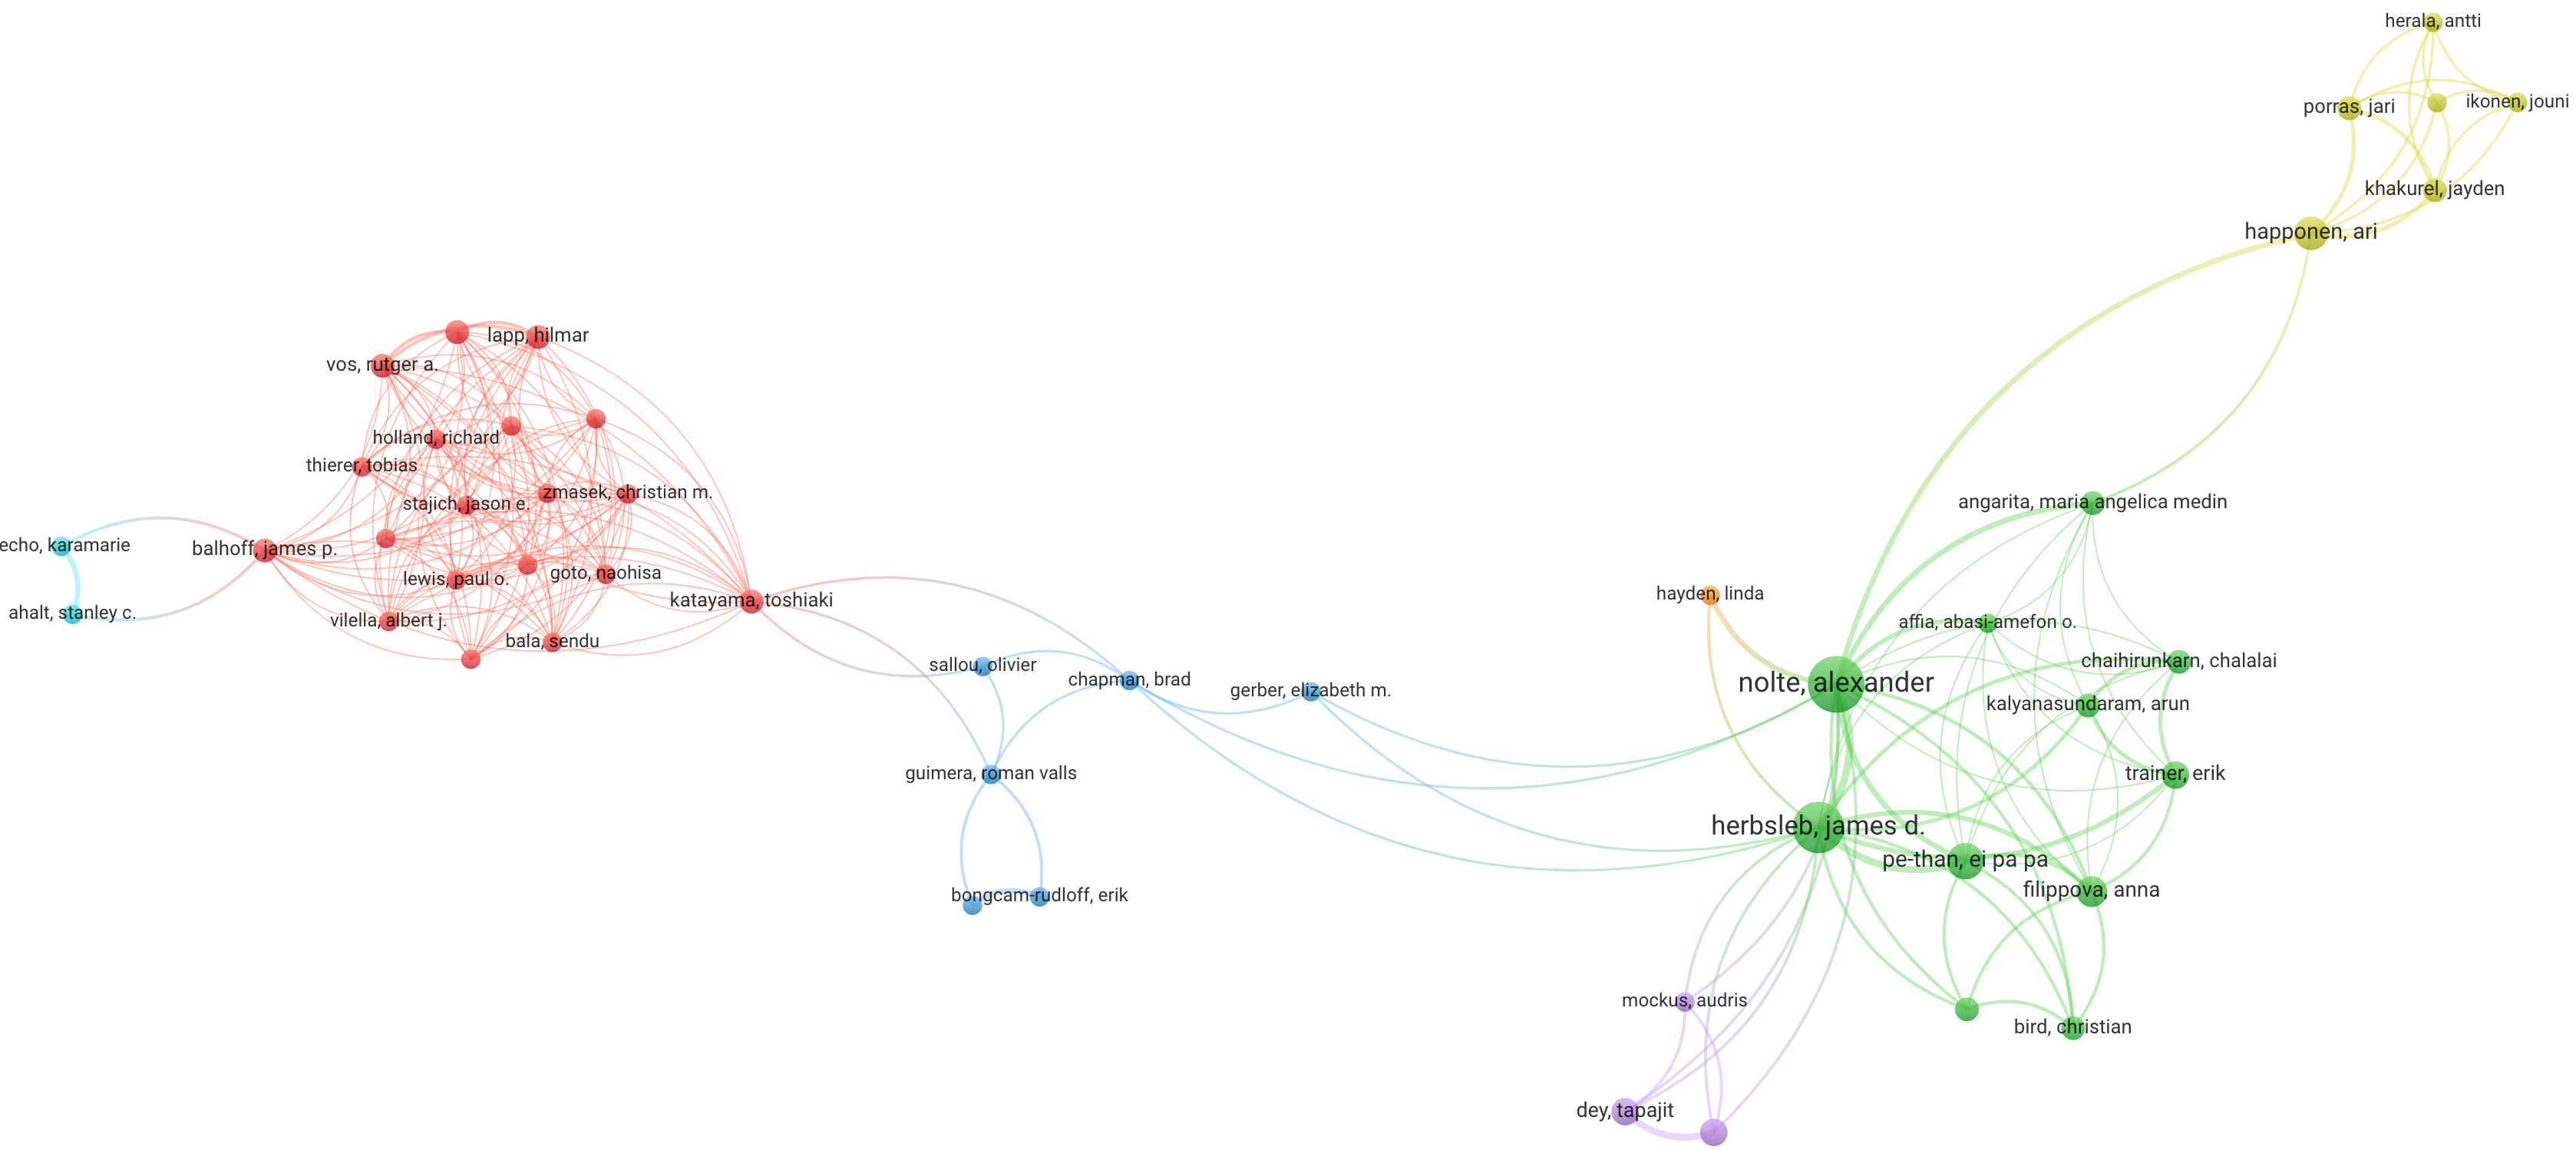 herala, antti
porras, jari
ikonen, jouni
khakurel, jayden
happonen, ari
lapp, hilmar
vos, rutger a.
holland, richard
thierer, tobias
zmasek, christian m.
stajich, jason e.
angarita, maria angelica medin
echo, karamarie
balhoff, james p.
goto, naohisa
lewis, paul o.
hayden, linda
katayama, toshiaki
ahalt, stanley c.
vilella, albert j.
affia, abasi-amefon o.
bala, sendu
sallou, olivier
chaihirunkarn, chalalai
chapman, brad
nolte, alexander
gerber, elizabeth m.
kalyanasundaram, arun
guimera, roman valls
trainer, erik
herbsleb, james d.
pe-than, ei pa pa
filippova, anna
bongcam-rudloff, erik
mockus, audris
bird, christian
dey, tapajit